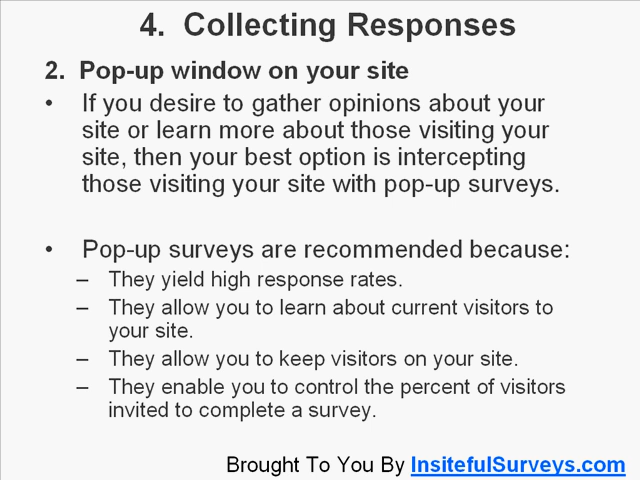 4.  Collecting Responses
2.  Pop-up window on your site
• If you desire to gather opinions about your
site or learn more about those visiting your
site, then your best option is intercepting
those visiting your site with pop-up surveys.
• Pop-up surveys are recommended because:
– They yield high response rates.
– They allow you to learn about current visitors to
your site.
– They allow you to keep visitors on your site.
– They enable you to control the percent of visitors
invited to complete a survey.
Brought To You By InsitefulSurveys.com